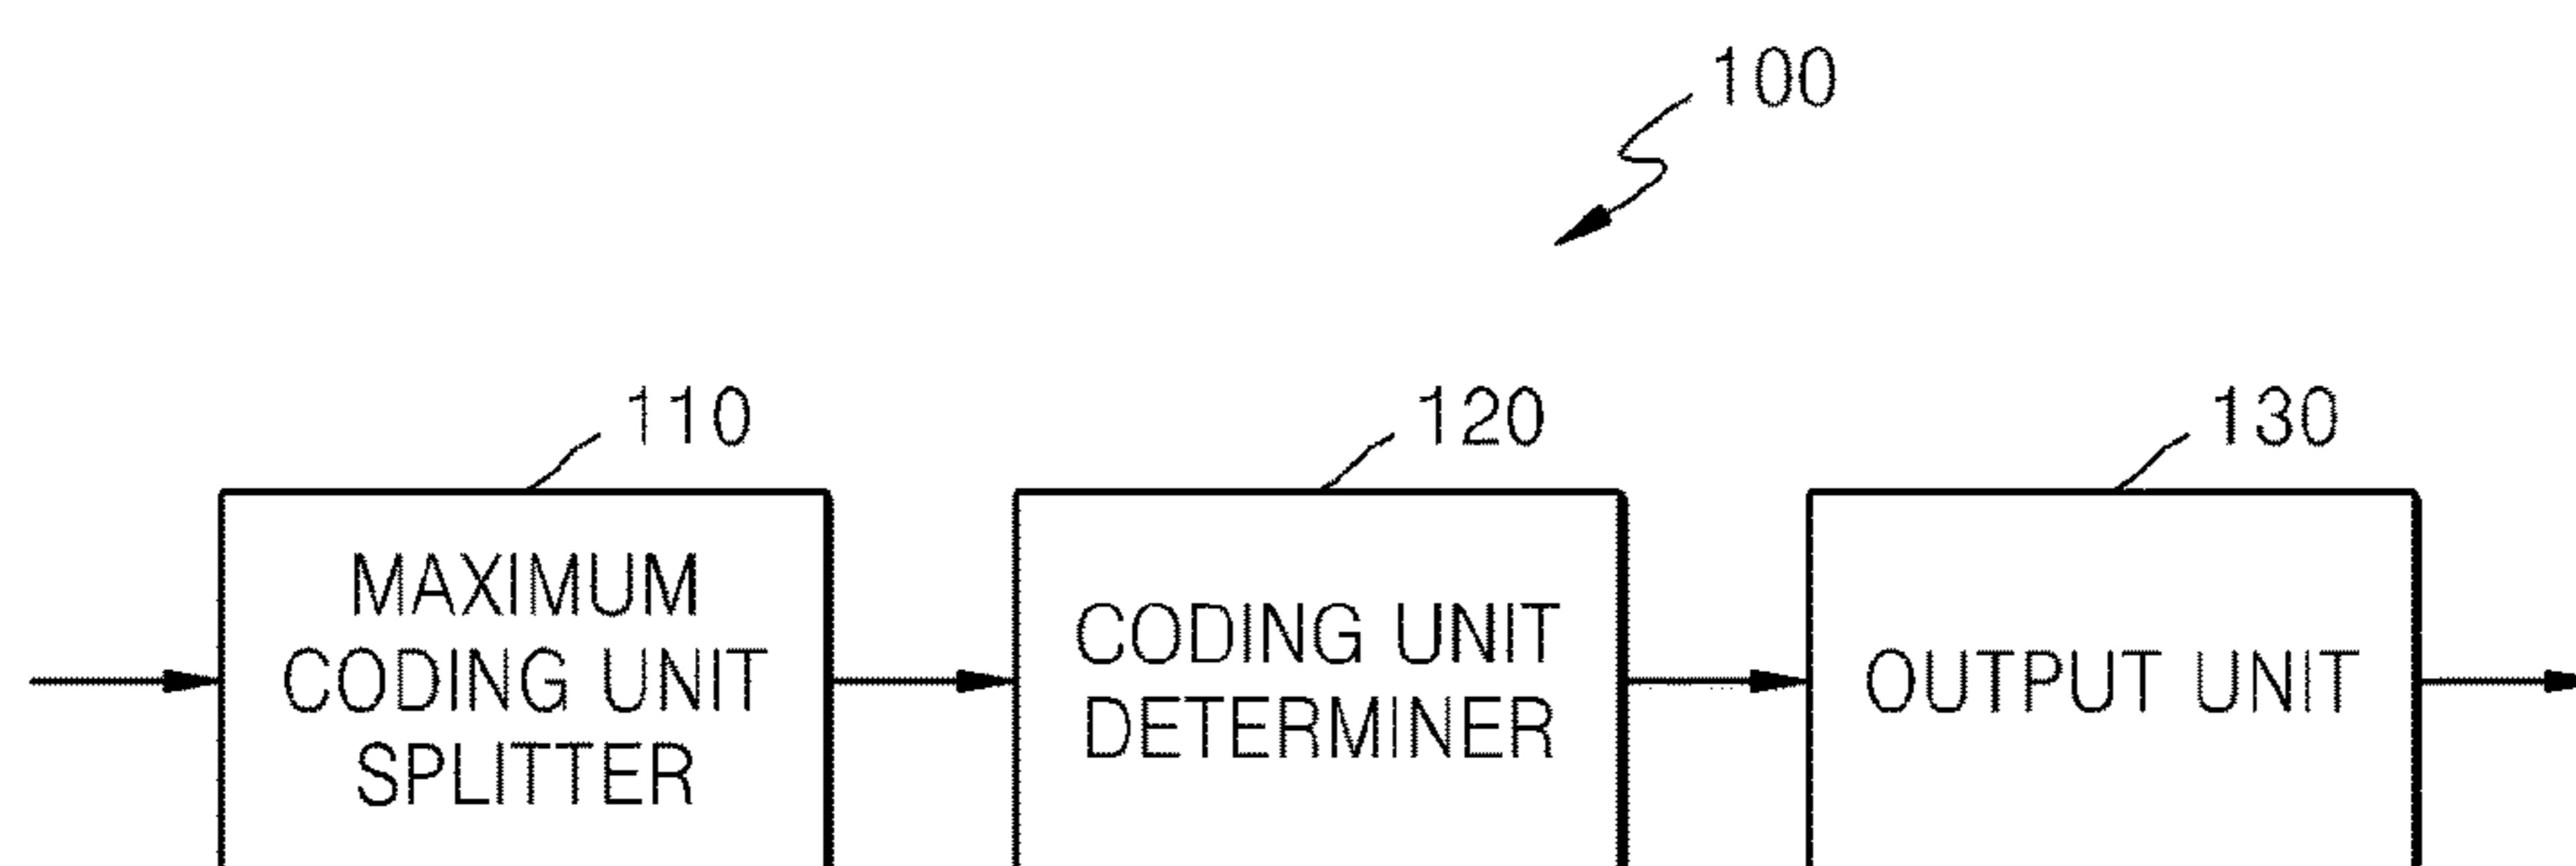 100
110
120
130
MAXIMUM
CODING UNIT
SPLITTER
CODING UNIT
DETERMINER
OUTPUT UNIT